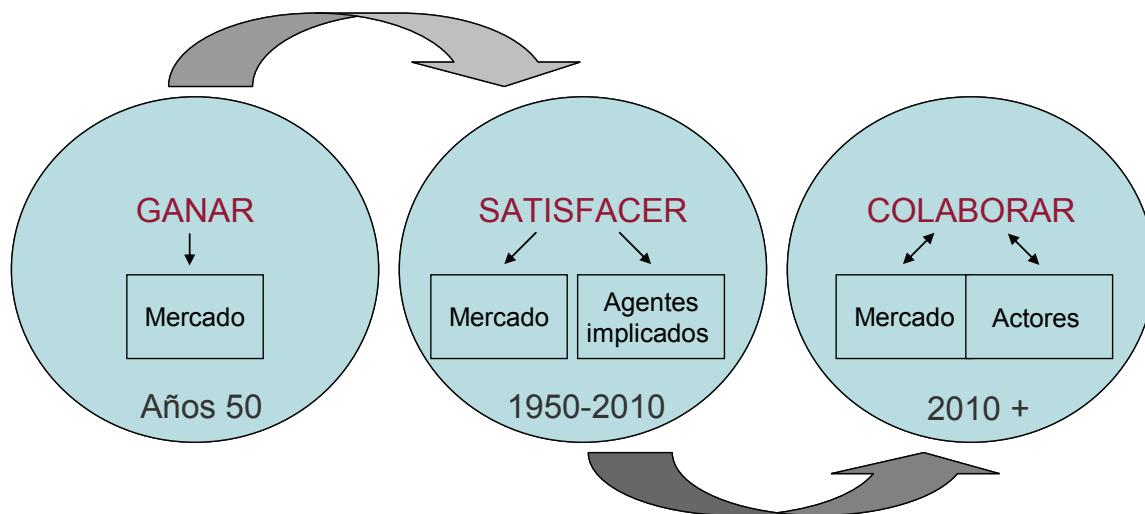 GANAR
Mercado
Años 50
SATISFACER
Mercado
Agentes
implicados
1950-2010
COLABORAR
Mercado
Actores
2010 +